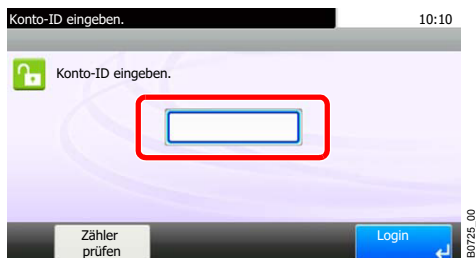 Konto-ID eingeben. 10:10
Konto-ID eingeben.
Zähler
prüfen
Login
B0725_00